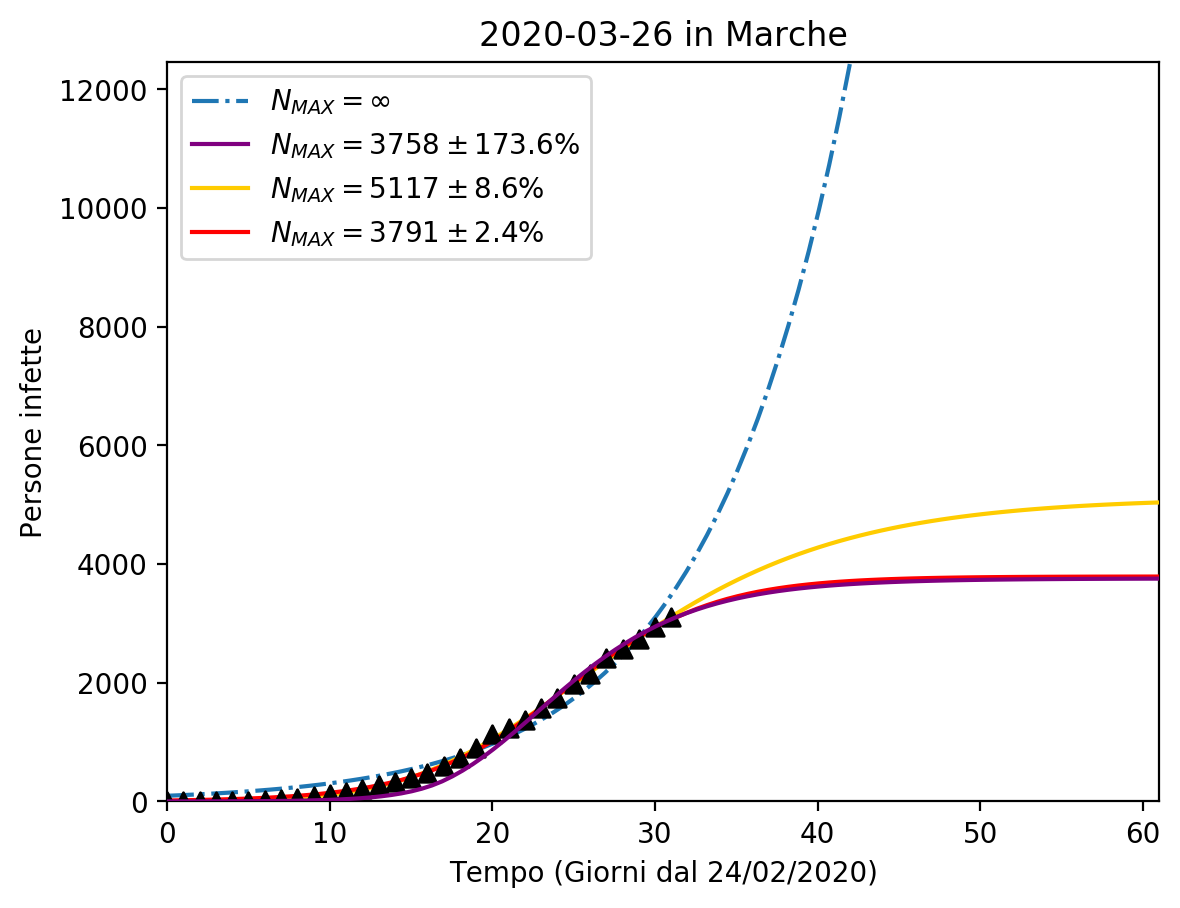 2020-03-26 in Marche
N_MAX = ∞
N_MAX = 3758 ± 173.6%
N_MAX = 5117 ± 8.6%
N_MAX = 3791 ± 2.4%
12000
10000
8000
6000
4000
2000
0
Persone infette
0 10 20 30 40 50 60
Tempo (Giorni dal 24/02/2020)